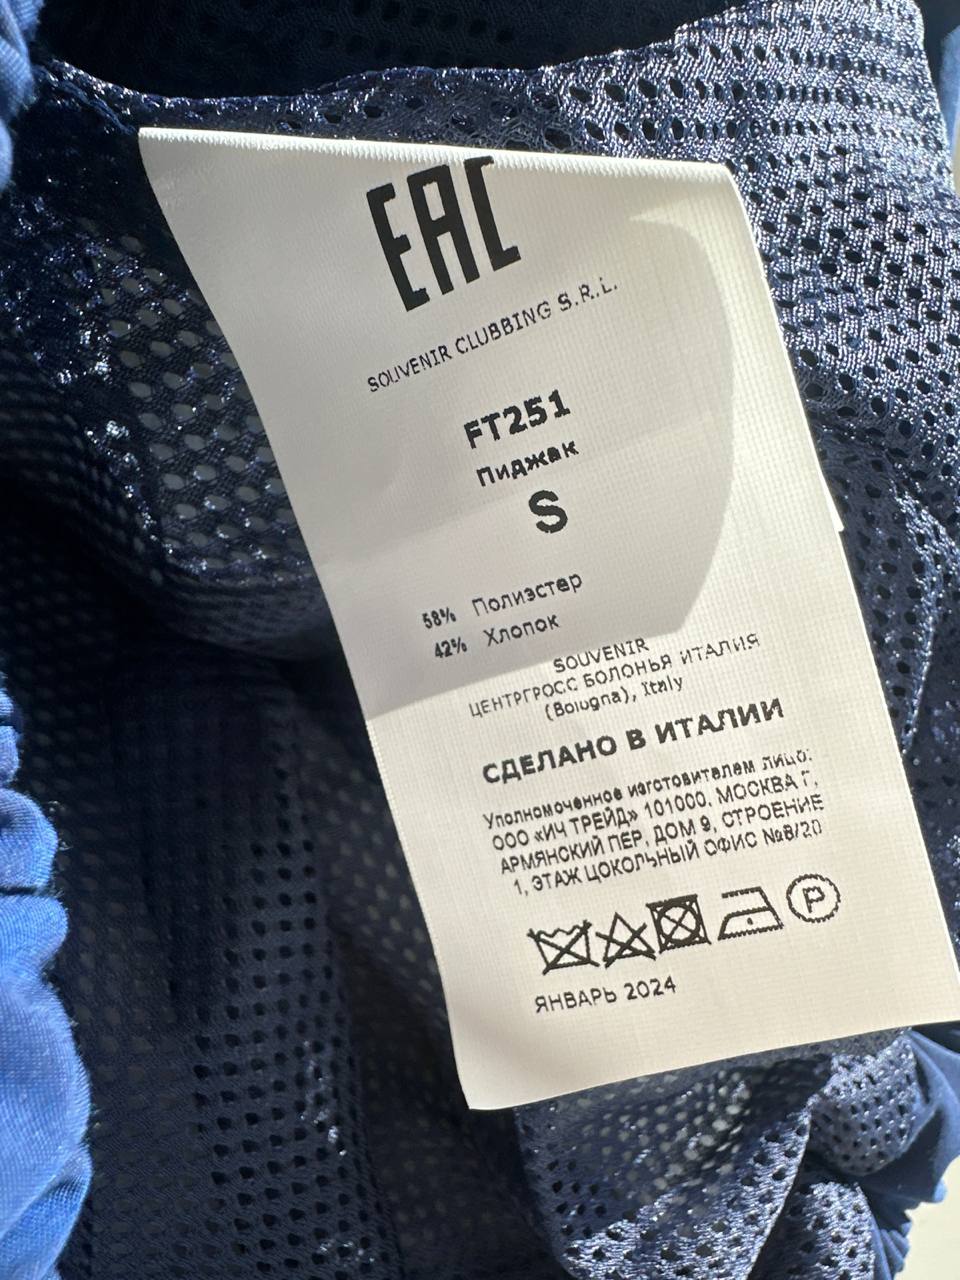 EAC
SOUVENIR CLUBBING S.R.L.
FT251
Пиджак
S
58% Полиэстер
42% Хлопок
SOUVENIR
ЦЕНТРГРОСС БОЛОНЬЯ ИТАЛИЯ
(Bologna), Italy
СДЕЛАНО В ИТАЛИИ
Уполномоченное изготовителем лицо:
ООО «ИЧ ТРЕЙД» 101000, МОСКВА Г,
АРМЯНСКИЙ ПЕР, ДОМ 9, СТРОЕНИЕ
1, ЭТАЖ ЦОКОЛЬНЫЙ ОФИС №8/20
P
ЯНВАРЬ 2024